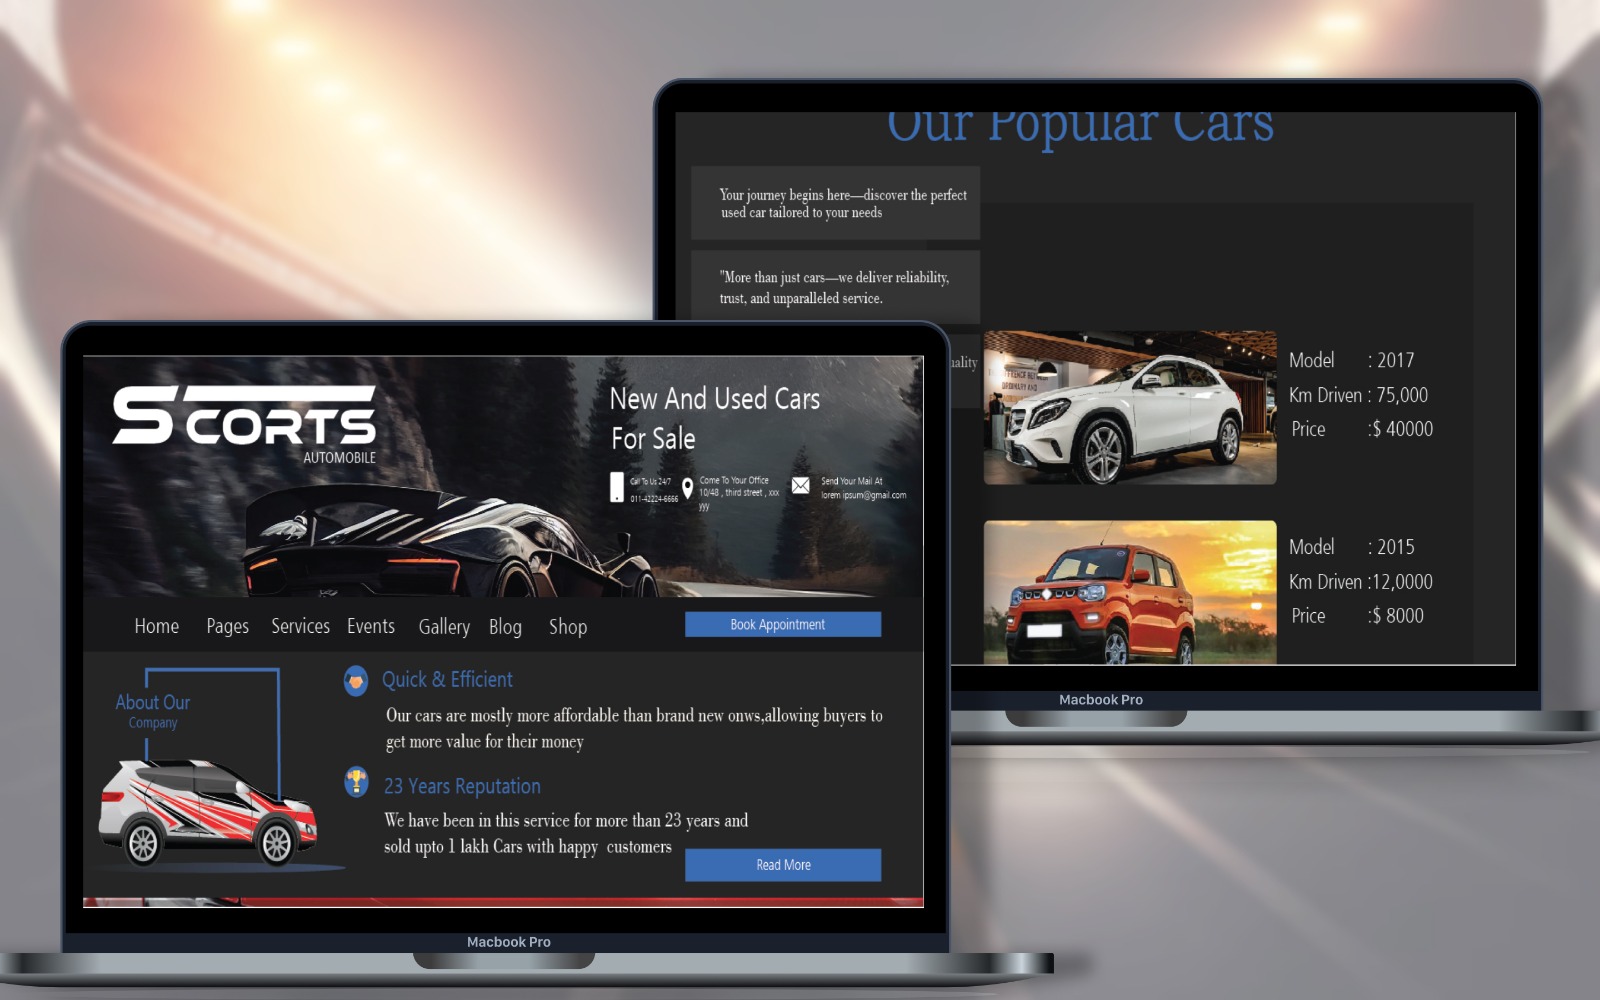 Our Popular Cars
Your journey begins here—discover the perfect
used car tailored to your needs
"More than just cars—we deliver reliability,
trust, and unparalleled service.
Model : 2017
Km Driven : 75,000
Price :$ 40000
Model : 2015
Km Driven :12,0000
Price :$ 8000
Macbook Pro
SCORTS
AUTOMOBILE
New And Used Cars
For Sale
Call To Us 24/7
011-42224-6666
Come To Your Office
10/48 , third street , xxx
yyy
Send Your Mail At
lorem ipsum@gmail.com
Home Pages Services Events Gallery Blog Shop
Book Appointment
About Our
Company
Quick & Efficient
Our cars are mostly more affordable than brand new onws,allowing buyers to
get more value for their money
23 Years Reputation
We have been in this service for more than 23 years and
sold upto 1 lakh Cars with happy customers
Read More
Macbook Pro